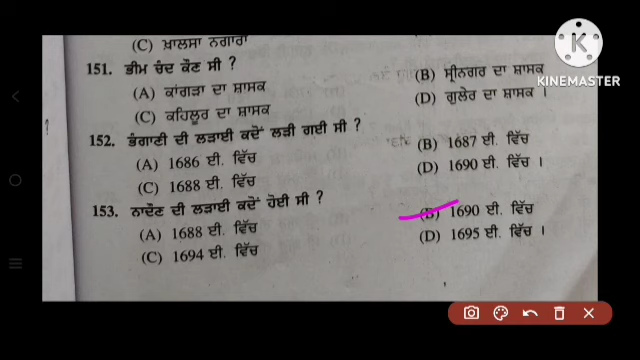 (C) ਖ਼ਾਲਸਾ ਨਗਾਰਾ
151. ਭੀਮ ਚੰਦ ਕੌਣ ਸੀ ?
(A) ਕਾਂਗੜਾ ਦਾ ਸ਼ਾਸਕ
(B) ਸ੍ਰੀਨਗਰ ਦਾ ਸ਼ਾਸਕ
(C) ਕਹਿਲੂਰ ਦਾ ਸ਼ਾਸਕ
(D) ਗੁਲੇਰ ਦਾ ਸ਼ਾਸਕ ।
152. ਭੰਗਾਣੀ ਦੀ ਲੜਾਈ ਕਦੋਂ ਲੜੀ ਗਈ ਸੀ ?
(A) 1686 ਈ. ਵਿੱਚ
(B) 1687 ਈ. ਵਿੱਚ
(C) 1688 ਈ. ਵਿੱਚ
(D) 1690 ਈ. ਵਿੱਚ ।
153. ਨਾਦੌਣ ਦੀ ਲੜਾਈ ਕਦੋਂ ਹੋਈ ਸੀ ?
(A) 1688 ਈ. ਵਿੱਚ
(B) 1690 ਈ. ਵਿੱਚ
(C) 1694 ਈ. ਵਿੱਚ
(D) 1695 ਈ. ਵਿੱਚ ।
KINEMASTER